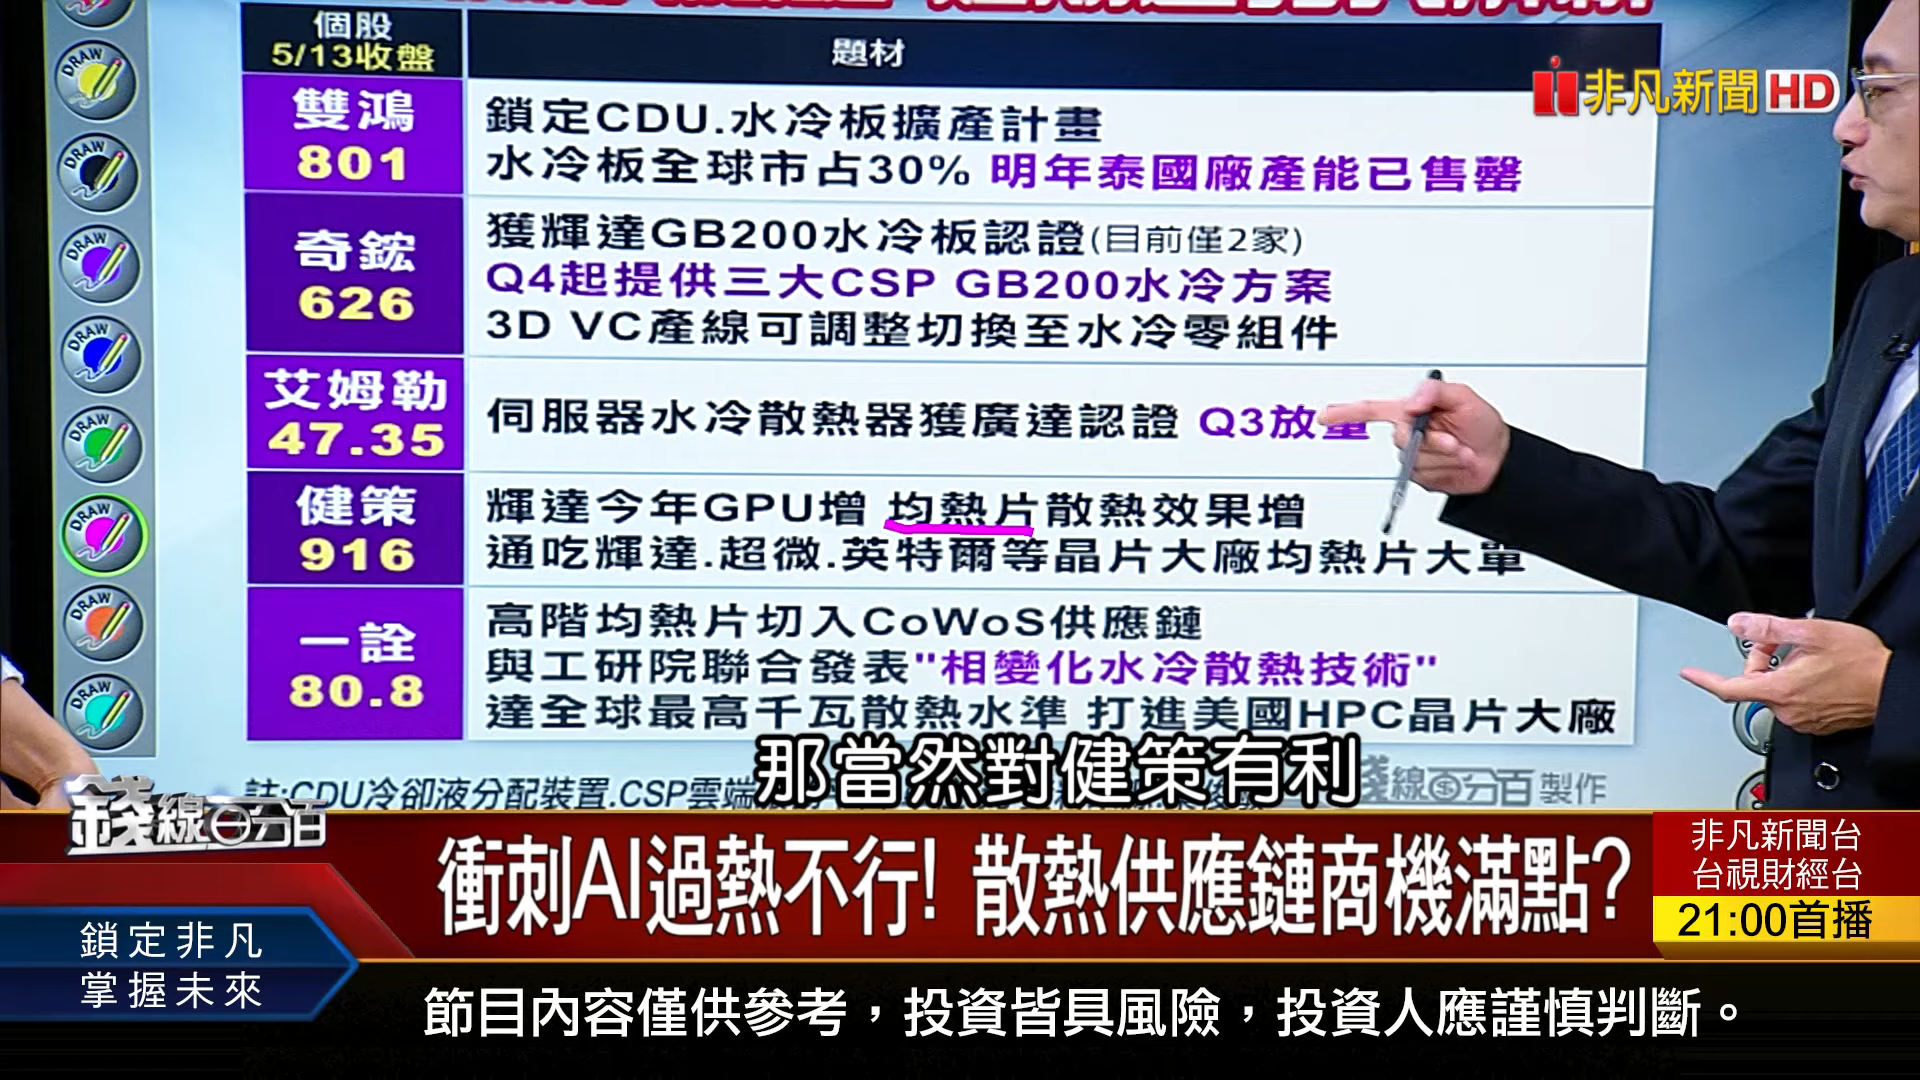 個股
5/13收盤
題材
非凡新聞HD
雙鴻
801
鎖定CDU.水冷板擴產計畫
水冷板全球市占30% 明年泰國廠產能已售罄
奇鋐
626
獲輝達GB200水冷板認證(目前僅2家)
Q4起提供三大CSP GB200水冷方案
3D VC產線可調整切換至水冷零組件
艾姆勒
47.35
伺服器水冷散熱器獲廣達認證 Q3放量
健策
916
輝達今年GPU增 均熱片散熱效果增
通吃輝達.超微.英特爾等晶片大廠均熱片大單
一詮
80.8
高階均熱片切入CoWoS供應鏈
與工研院聯合發表"相變化水冷散熱技術"
達全球最高千瓦散熱水準 打進美國HPC晶片大廠
DRAW
DRAW
DRAW
DRAW
DRAW
DRAW
DRAW
DRAW
那當然對健策有利
註:CDU冷卻液分配裝置.CSP雲端
錢線百分百製作
錢線百分百
衝刺AI過熱不行! 散熱供應鏈商機滿點?
非凡新聞台
台視財經台
21:00首播
鎖定非凡
掌握未來
節目內容僅供參考，投資皆具風險，投資人應謹慎判斷。